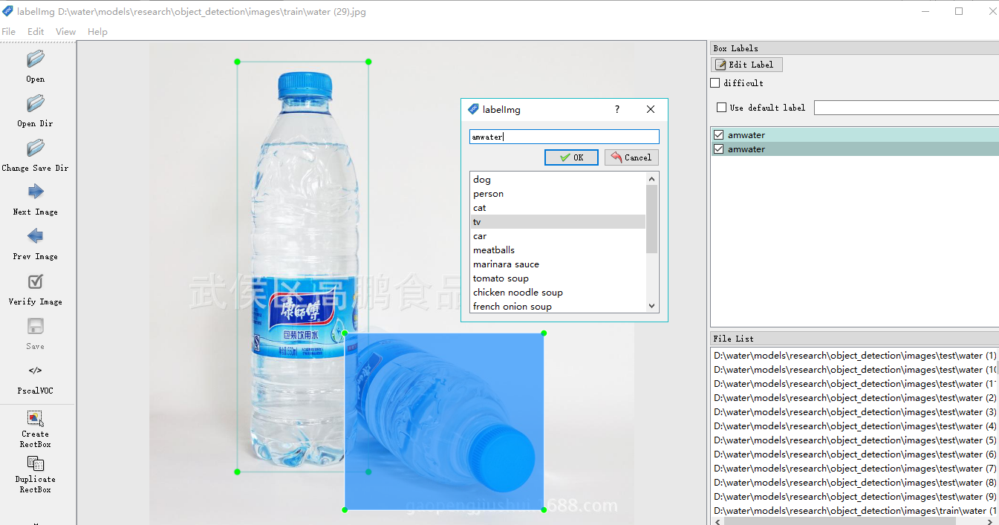 labelImg D:\water\models\research\object_detection\images\train\water (29).jpg
File Edit View Help
Open
Open Dir
Change Save Dir
Next Image
Prev Image
Verify Image
Save
</>
PscalVOC
Create
RectBox
Duplicate
RectBox
武侯区高鹏食品
康師傅
包装饮用水
550ml
gaopengjiushui.1688.com
labelImg
?
amwater
OK
Cancel
dog
person
cat
tv
car
meatballs
marinara sauce
tomato soup
chicken noodle soup
french onion soup
Box Labels
Edit Label
difficult
Use default label
amwater
amwater
File List
D:\water\models\research\object_detection\images\test\water (1)
D:\water\models\research\object_detection\images\test\water (10
D:\water\models\research\object_detection\images\test\water (1
D:\water\models\research\object_detection\images\test\water (2)
D:\water\models\research\object_detection\images\test\water (3)
D:\water\models\research\object_detection\images\test\water (4)
D:\water\models\research\object_detection\images\test\water (5)
D:\water\models\research\object_detection\images\test\water (6)
D:\water\models\research\object_detection\images\test\water (7)
D:\water\models\research\object_detection\images\test\water (8)
D:\water\models\research\object_detection\images\test\water (9)
D:\water\models\research\object_detection\images\train\water (1